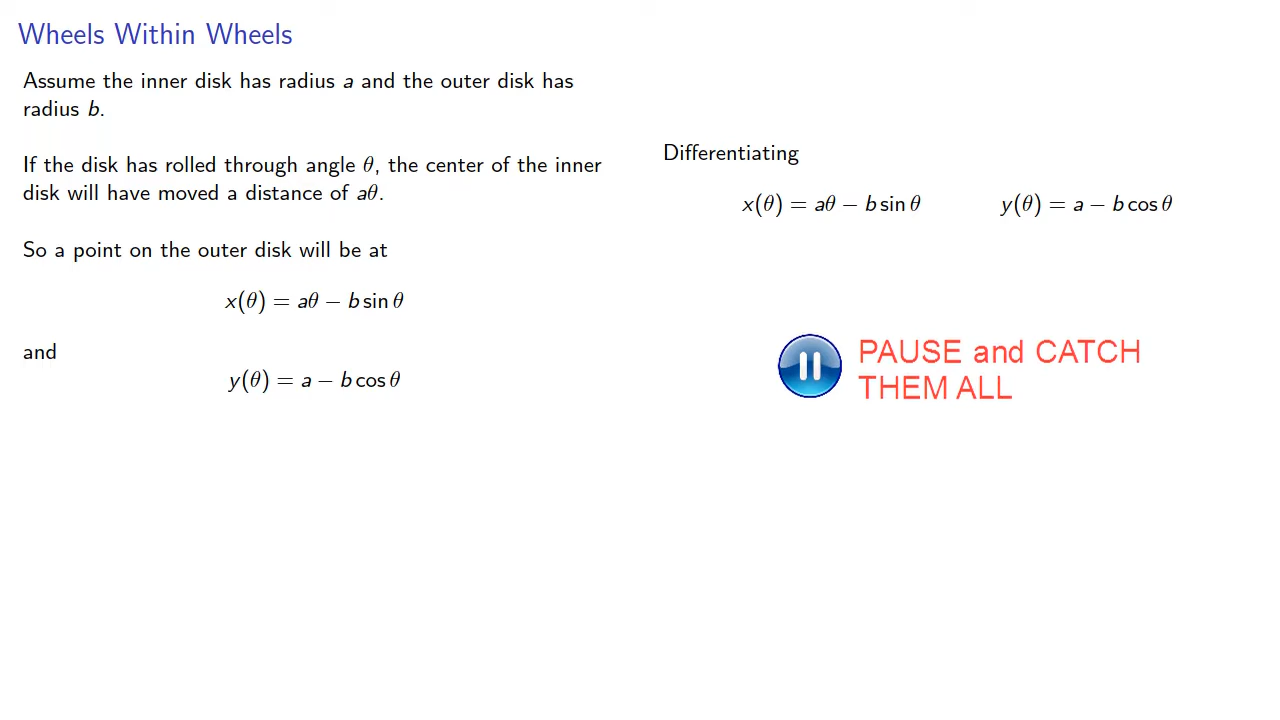 Wheels Within Wheels
Assume the inner disk has radius a and the outer disk has
radius b.
If the disk has rolled through angle θ, the center of the inner
disk will have moved a distance of aθ.
So a point on the outer disk will be at
x(θ) = aθ − b sin θ
and
y(θ) = a − b cos θ
Differentiating
x(θ) = aθ − b sin θ y(θ) = a − b cos θ
PAUSE and CATCH
THEM ALL